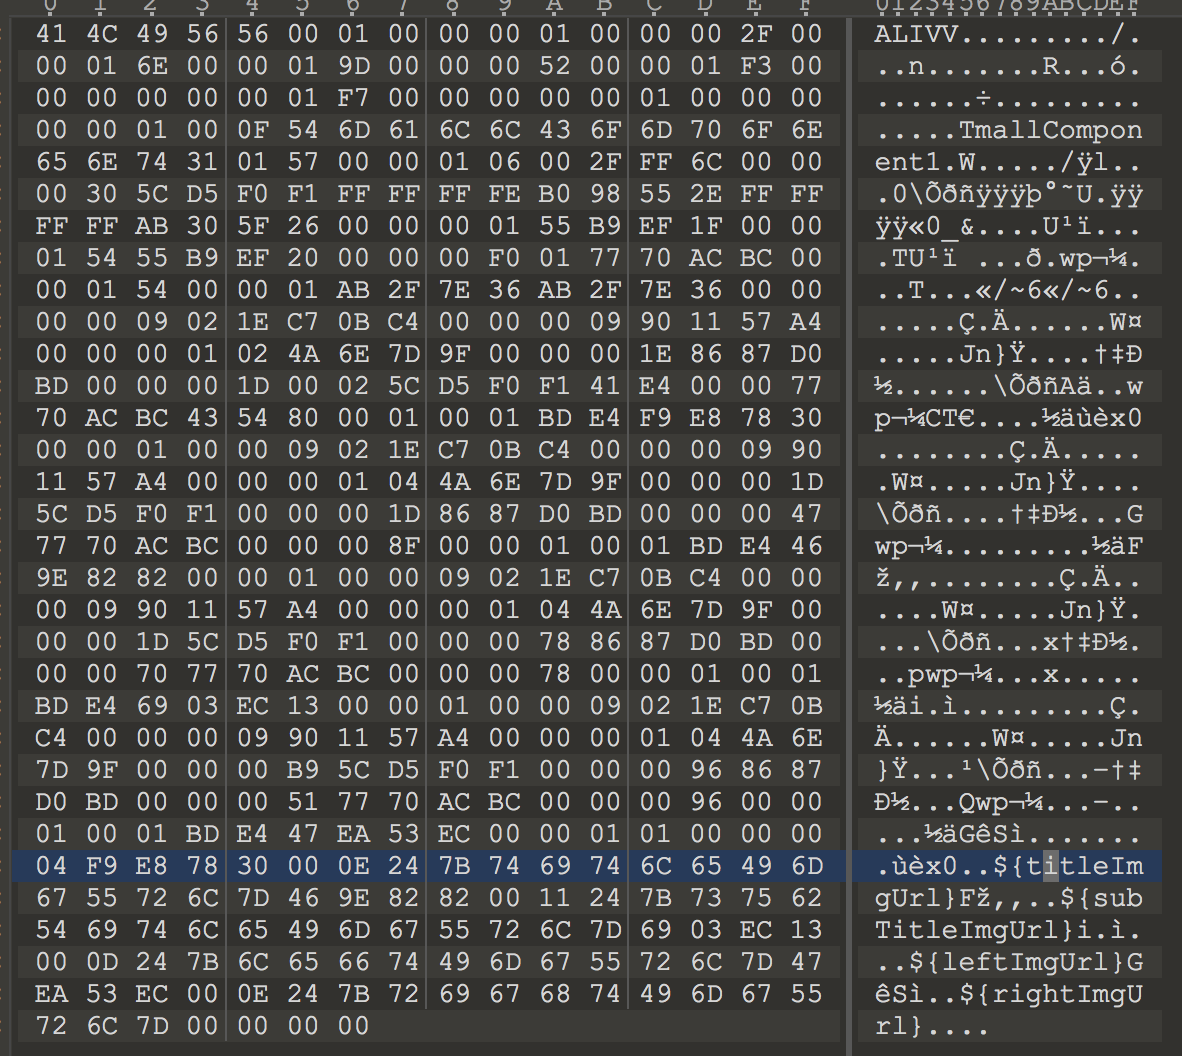 0 1 2 3 4 5 6 7 8 9 A B C D E F 0123456789ABCDEF
41 4C 49 56 56 00 01 00 00 00 01 00 00 00 2F 00 ALIVV........./.
00 01 6E 00 00 01 9D 00 00 00 52 00 00 01 F3 00 ..n.......R...ó.
00 00 00 00 00 01 F7 00 00 00 00 00 01 00 00 00 ......÷.........
00 00 01 00 0F 54 6D 61 6C 6C 43 6F 6D 70 6F 6E .....TmallCompon
65 6E 74 31 01 57 00 00 01 06 00 2F FF 6C 00 00 ent1.W...../ÿl..
00 30 5C D5 F0 F1 FF FF FF FE B0 98 55 2E FF FF .0\Õðñÿÿÿþ°˜U.ÿÿ
FF FF AB 30 5F 26 00 00 00 01 55 B9 EF 1F 00 00 ÿÿ«0_&....U¹ï...
01 54 55 B9 EF 20 00 00 00 F0 01 77 70 AC BC 00 .TU¹ï ...ð.wp¬¼.
00 01 54 00 00 01 AB 2F 7E 36 AB 2F 7E 36 00 00 ..T...«/~6«/~6..
00 00 09 02 1E C7 0B C4 00 00 00 09 90 11 57 A4 .....Ç.Ä......W¤
00 00 00 01 02 4A 6E 7D 9F 00 00 00 1E 86 87 D0 .....Jn}Ÿ....†‡Ð
BD 00 00 00 1D 00 02 5C D5 F0 F1 41 E4 00 00 77 ½......\ÕðñAä..w
70 AC BC 43 54 80 00 01 00 01 BD E4 F9 E8 78 30 p¬¼CT€....½äùèx0
00 00 01 00 00 09 02 1E C7 0B C4 00 00 00 09 90 ........Ç.Ä.....
11 57 A4 00 00 00 01 04 4A 6E 7D 9F 00 00 00 1D .W¤.....Jn}Ÿ....
5C D5 F0 F1 00 00 00 1D 86 87 D0 BD 00 00 00 47 \Õðñ....†‡Ð½...G
77 70 AC BC 00 00 00 8F 00 00 01 00 01 BD E4 46 wp¬¼.........½äF
9E 82 82 00 00 01 00 00 09 02 1E C7 0B C4 00 00 ž‚‚........Ç.Ä..
00 09 90 11 57 A4 00 00 00 01 04 4A 6E 7D 9F 00 ....W¤.....Jn}Ÿ.
00 00 1D 5C D5 F0 F1 00 00 00 78 86 87 D0 BD 00 ...\Õðñ...x†‡Ð½.
00 00 70 77 70 AC BC 00 00 00 78 00 00 01 00 01 ..pwp¬¼...x.....
BD E4 69 03 EC 13 00 00 01 00 00 09 02 1E C7 0B ½äi.ì.........Ç.
C4 00 00 00 09 90 11 57 A4 00 00 00 01 04 4A 6E Ä......W¤.....Jn
7D 9F 00 00 00 B9 5C D5 F0 F1 00 00 00 96 86 87 }Ÿ...¹\Õðñ...–†‡
D0 BD 00 00 00 51 77 70 AC BC 00 00 00 96 00 00 Ð½...Qwp¬¼...–..
01 00 01 BD E4 47 EA 53 EC 00 00 01 01 00 00 00 ...½äGêSì.......
04 F9 E8 78 30 00 0E 24 7B 74 69 74 6C 65 49 6D .ùèx0..${titleIm
67 55 72 6C 7D 46 9E 82 82 00 11 24 7B 73 75 62 gUrl}Fž‚‚..${sub
54 69 74 6C 65 49 6D 67 55 72 6C 7D 69 03 EC 13 TitleImgUrl}i.ì.
00 0D 24 7B 6C 65 66 74 49 6D 67 55 72 6C 7D 47 ..${leftImgUrl}G
EA 53 EC 00 0E 24 7B 72 69 67 68 74 49 6D 67 55 êSì..${rightImgU
72 6C 7D 00 00 00 00 rl}....